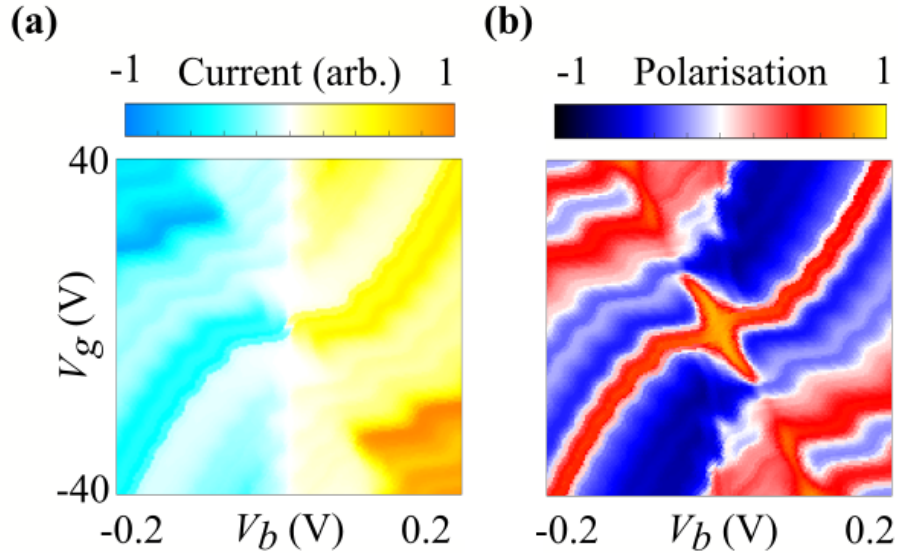 (a)
-1 Current (arb.) 1
40
Vg (V)
-40
-0.2 Vb (V) 0.2
(b)
-1 Polarisation 1
-0.2 Vb (V) 0.2